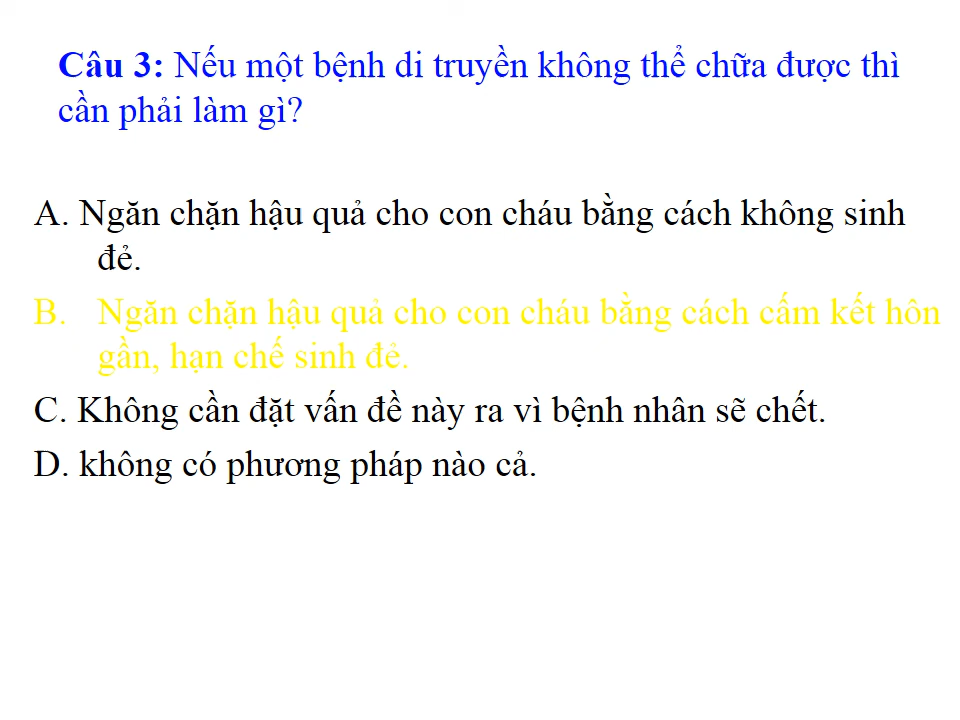 Câu 3: Nếu một bệnh di truyền không thể chữa được thì
cần phải làm gì?
A. Ngăn chặn hậu quả cho con cháu bằng cách không sinh
đẻ.
B. Ngăn chặn hậu quả cho con cháu bằng cách cấm kết hôn
gần, hạn chế sinh đẻ.
C. Không cần đặt vấn đề này ra vì bệnh nhân sẽ chết.
D. không có phương pháp nào cả.